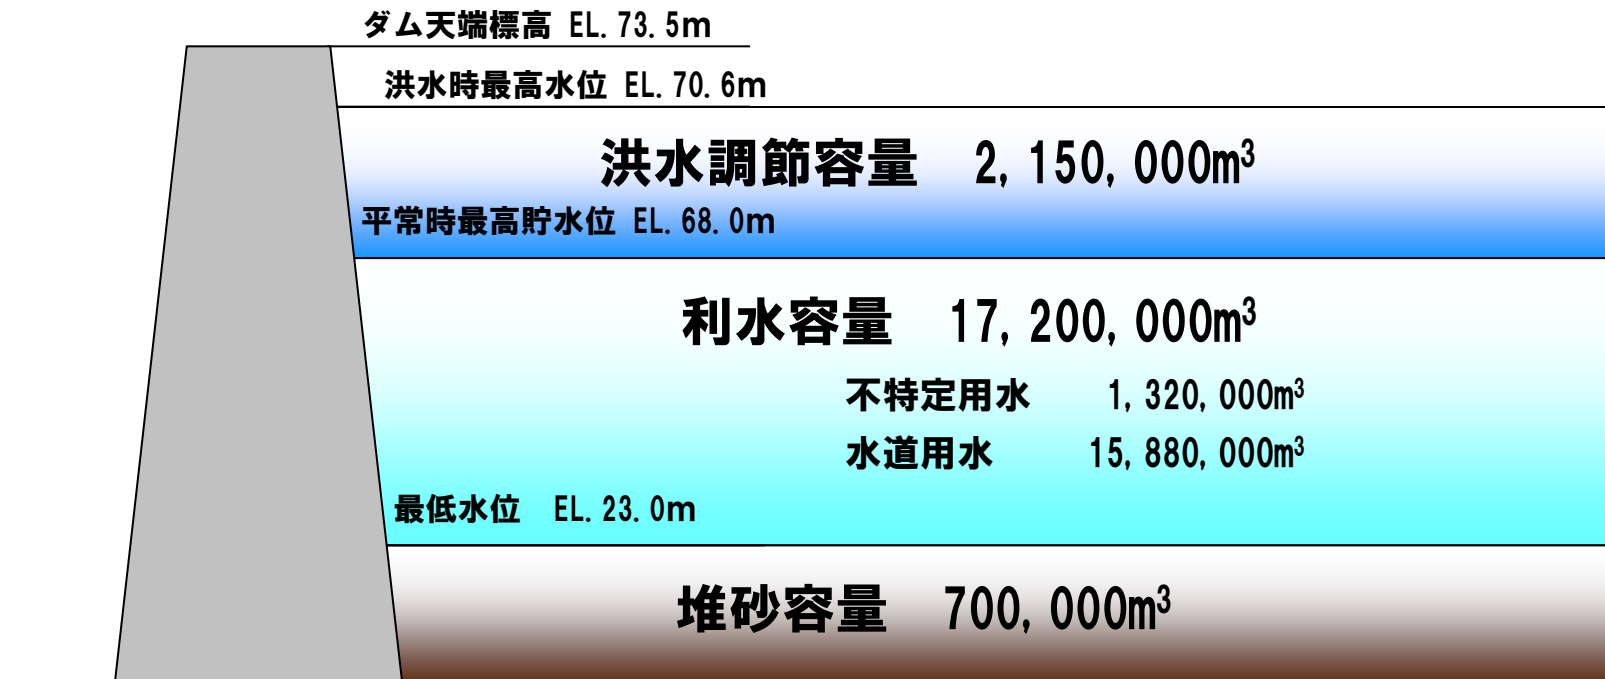 ダム天端標高 EL.73.5m
洪水時最高水位 EL.70.6m
洪水調節容量 2,150,000m³
平常時最高貯水位 EL.68.0m
利水容量 17,200,000m³
不特定用水 1,320,000m³
水道用水 15,880,000m³
最低水位 EL.23.0m
堆砂容量 700,000m³